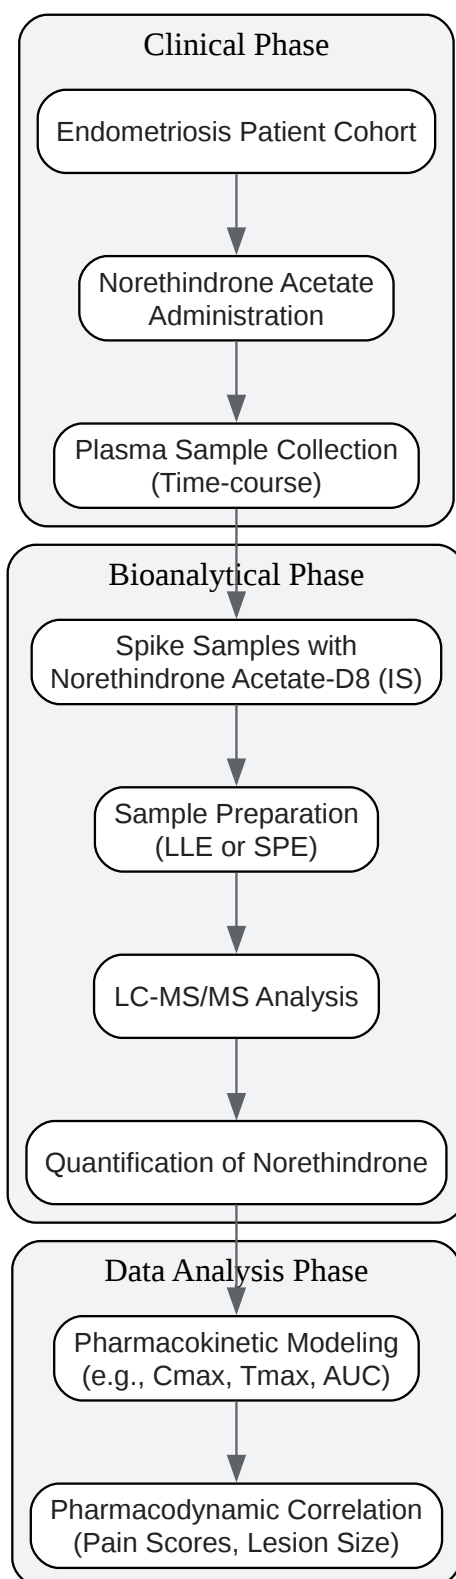 Clinical Phase
Endometriosis Patient Cohort
Norethindrone Acetate
Administration
Plasma Sample Collection
(Time-course)
Bioanalytical Phase
Spike Samples with
Norethindrone Acetate-D8 (IS)
Sample Preparation
(LLE or SPE)
LC-MS/MS Analysis
Quantification of Norethindrone
Data Analysis Phase
Pharmacokinetic Modeling
(e.g., Cmax, Tmax, AUC)
Pharmacodynamic Correlation
(Pain Scores, Lesion Size)